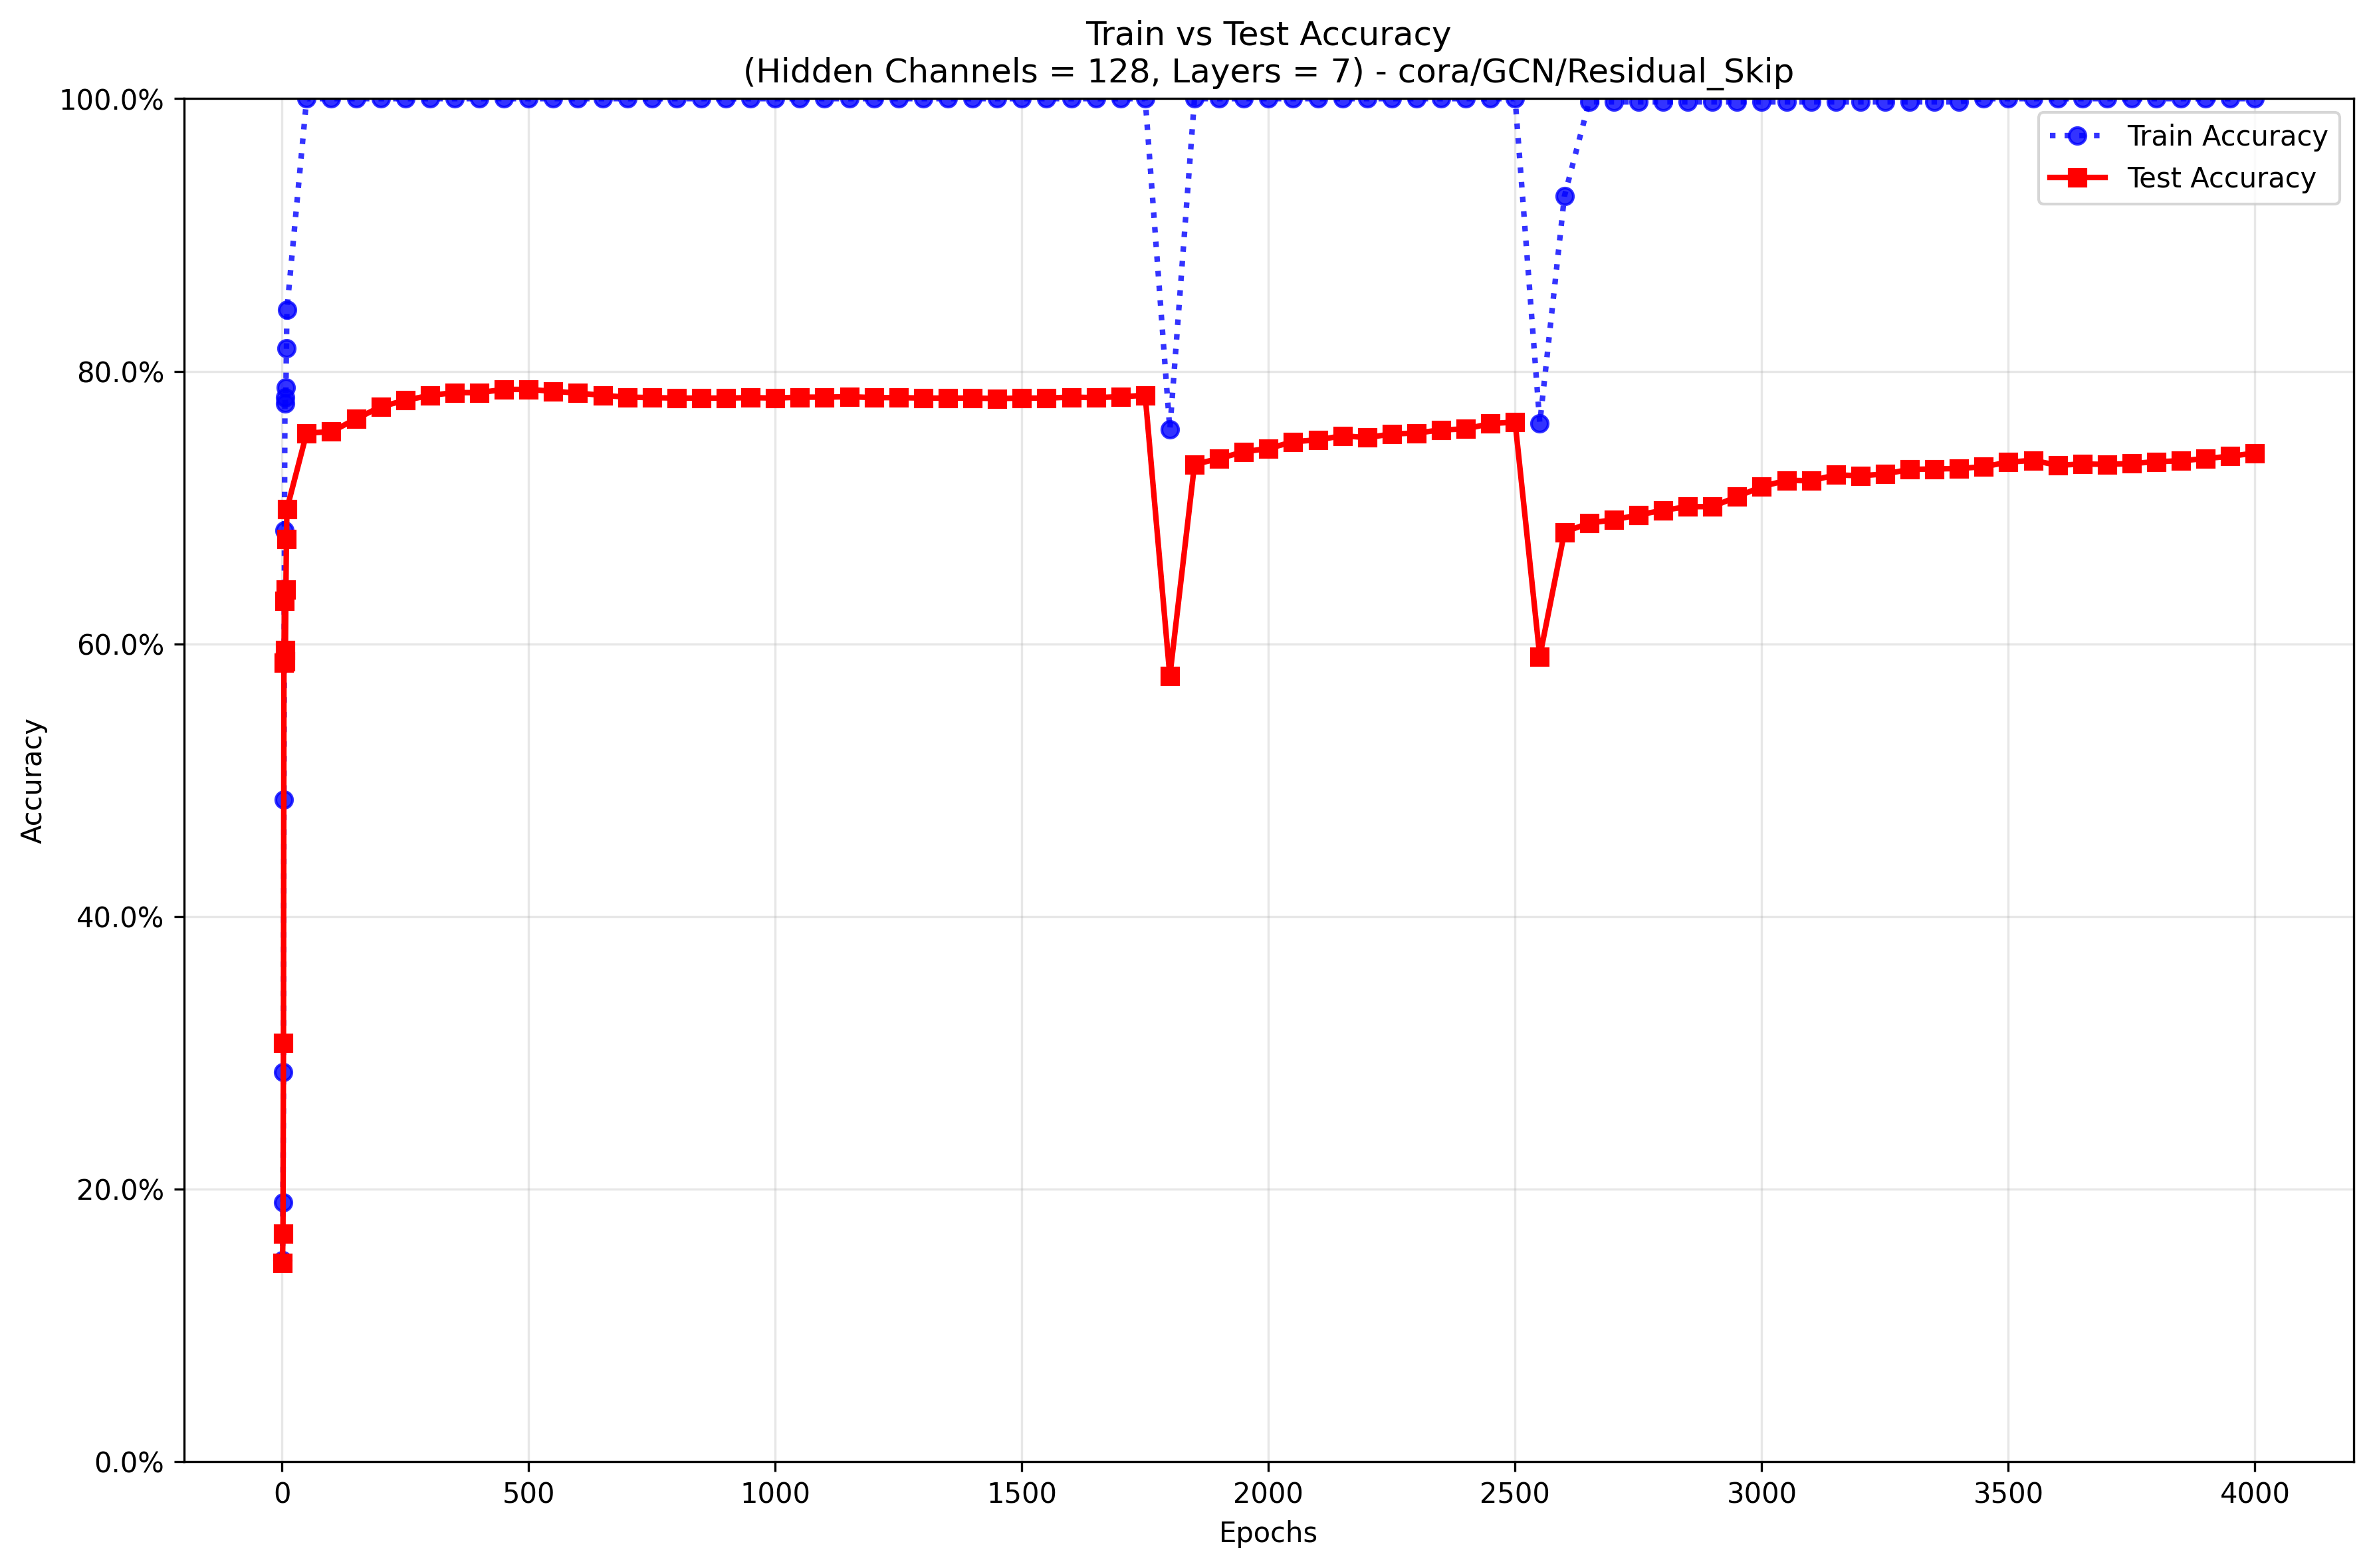 Train vs Test Accuracy
(Hidden Channels = 128, Layers = 7) - cora/GCN/Residual_Skip
100.0%
80.0%
60.0%
40.0%
20.0%
0.0%
Accuracy
Train Accuracy
Test Accuracy
0 500 1000 1500 2000 2500 3000 3500 4000
Epochs